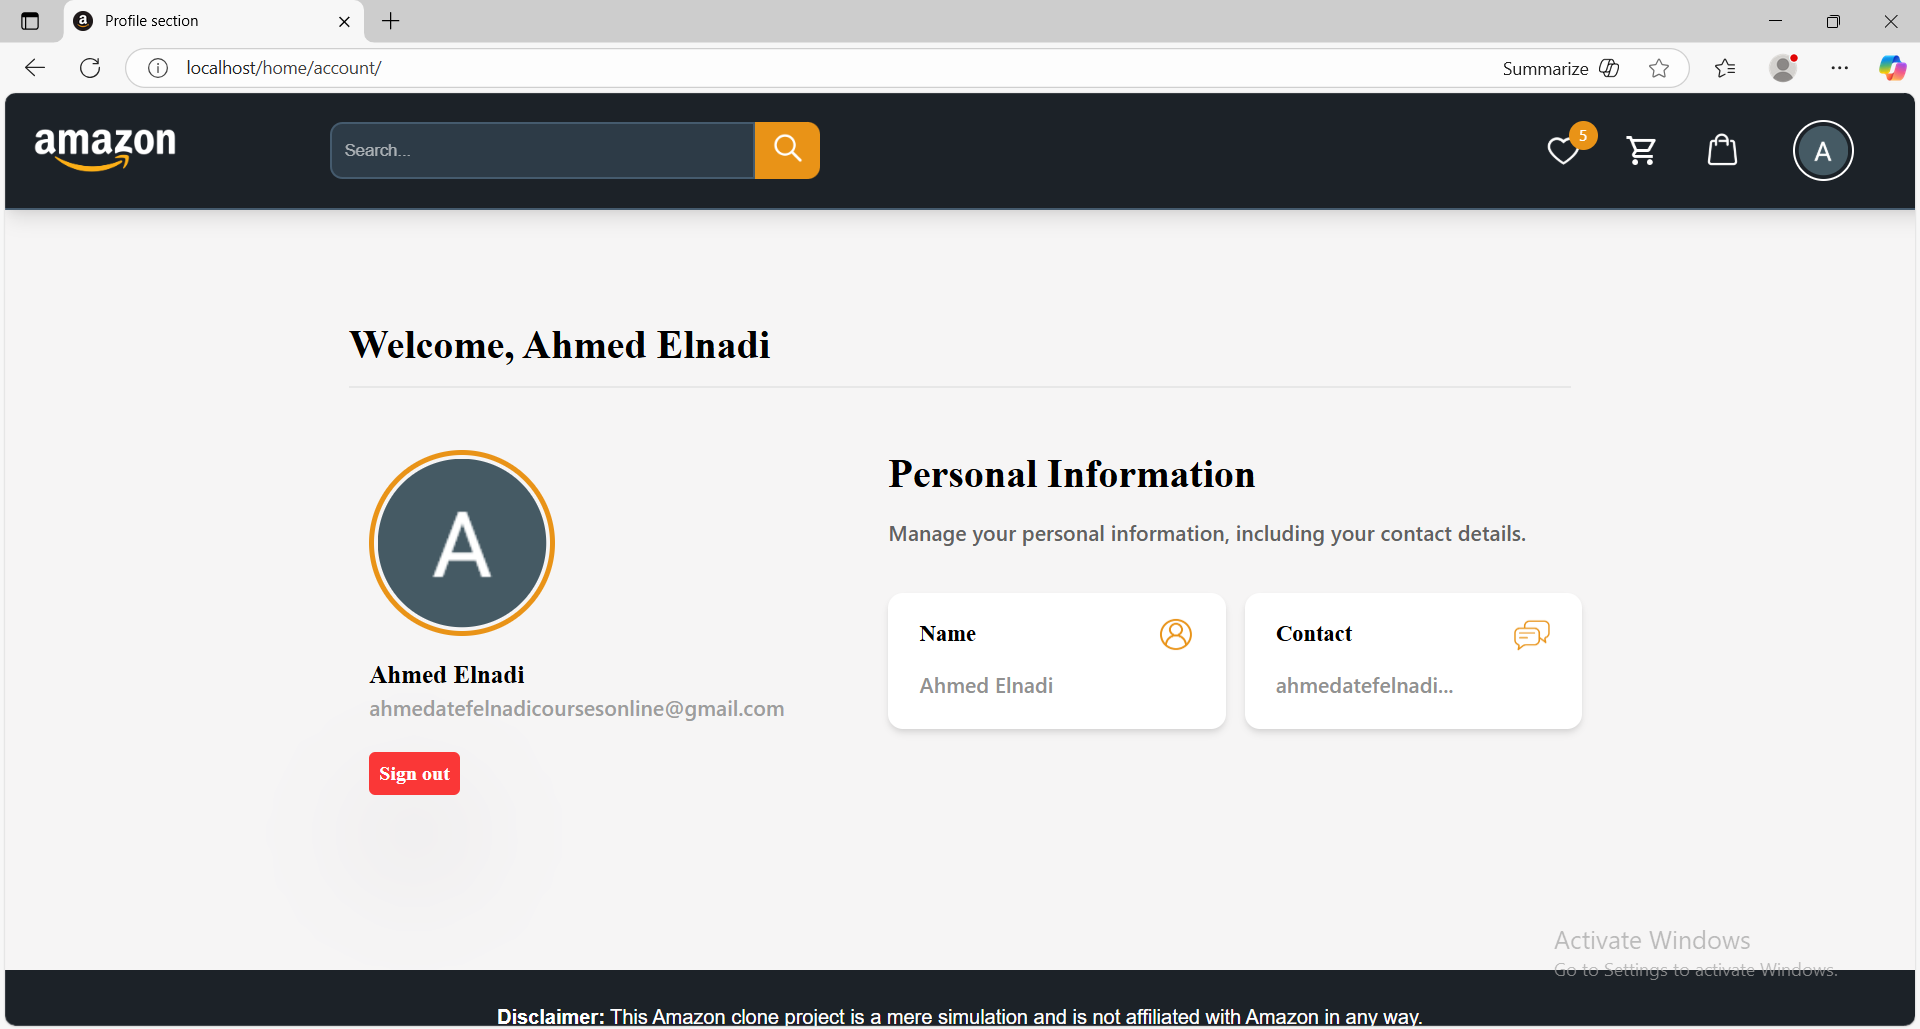 a Profile section
localhost/home/account/
Summarize
amazon
Search...
5
A
Welcome, Ahmed Elnadi
A
Ahmed Elnadi
ahmedatefelnadicoursesonline@gmail.com
Sign out
Personal Information
Manage your personal information, including your contact details.
Name
Ahmed Elnadi
Contact
ahmedatefelnadi...
Activate Windows
Go to Settings to activate Windows.
Disclaimer: This Amazon clone project is a mere simulation and is not affiliated with Amazon in any way.